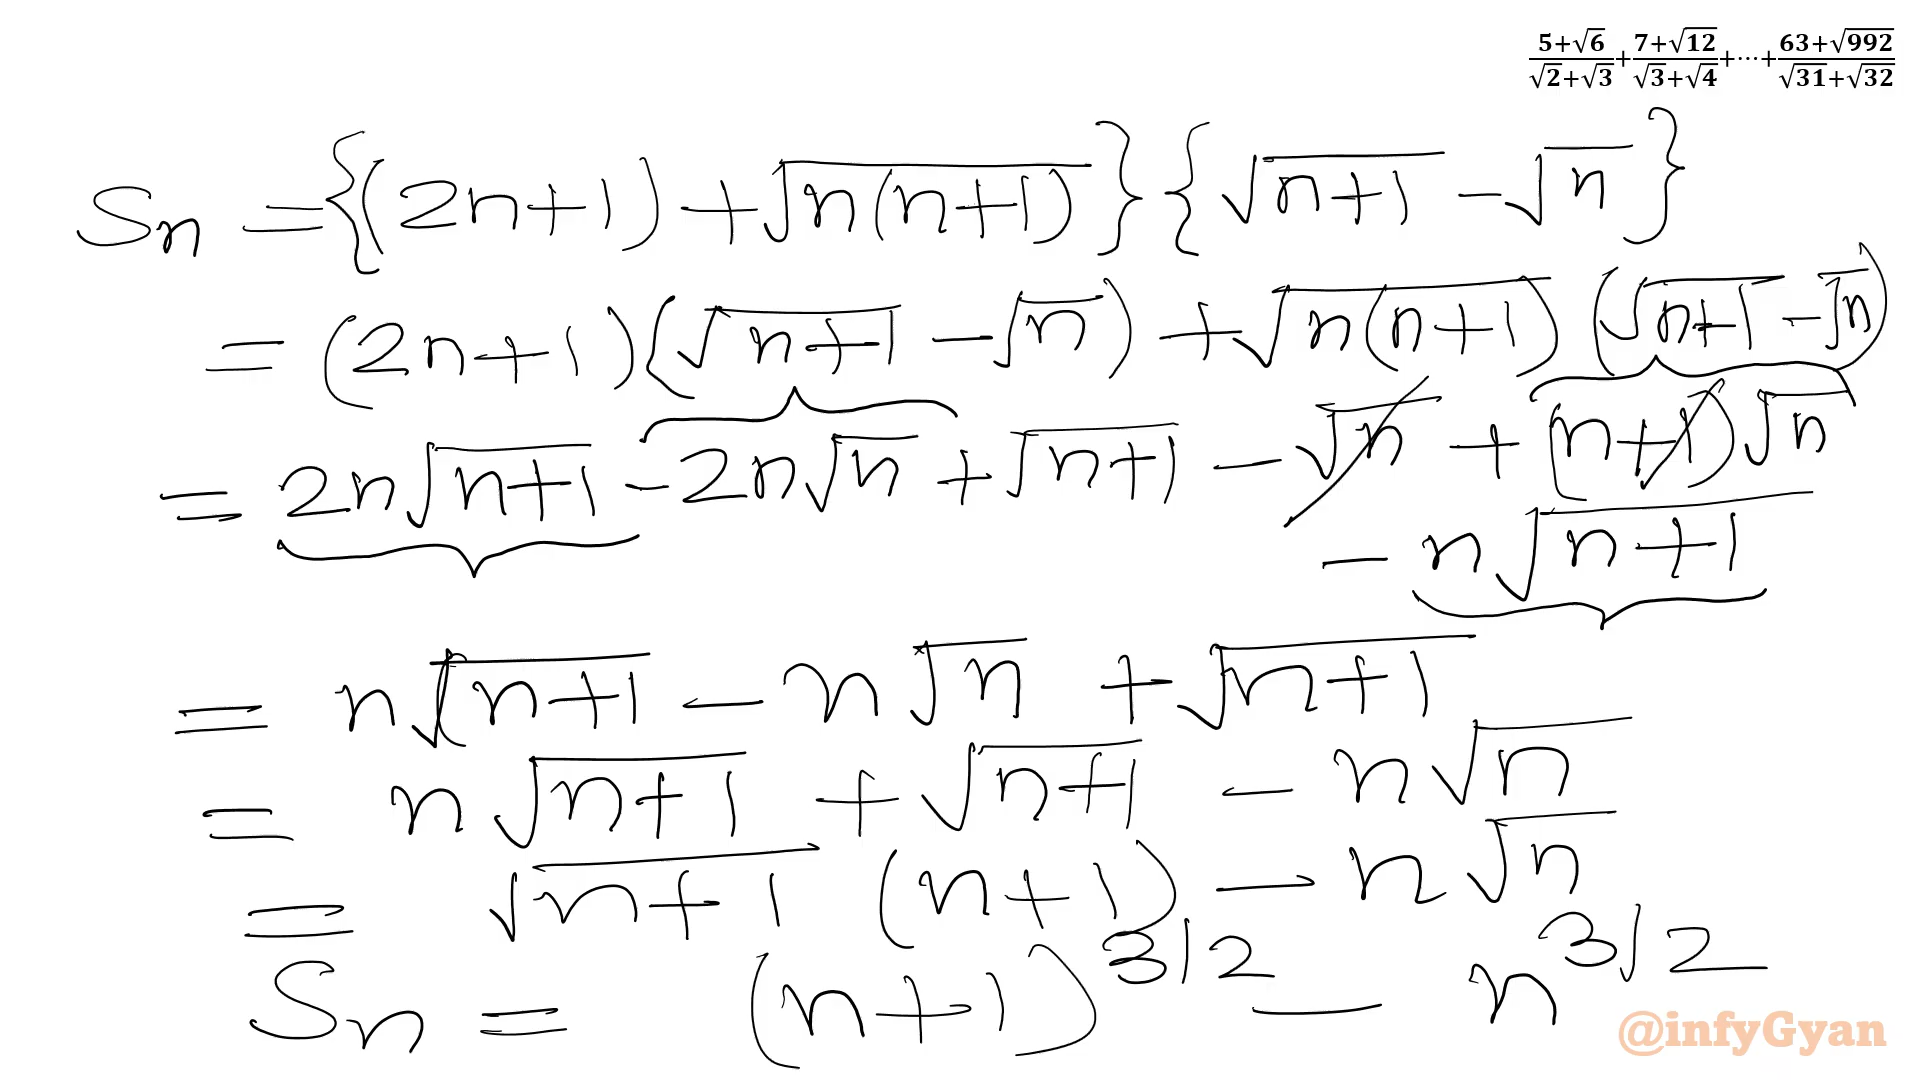 (5+√6)/(√2+√3) + (7+√12)/(√3+√4) + ⋯ + (63+√992)/(√31+√32)
Sn = {(2n+1) + √(n(n+1))} {√(n+1) − √n}
= (2n+1)(√(n+1) − √n) + √(n(n+1)) (√(n+1) − √n)
= 2n√(n+1) − 2n√n + √(n+1) − √n + (n+1)√n
− n√(n+1)
= n√(n+1) − n√n + √(n+1)
= n√(n+1) + √(n+1) − n√n
= √(n+1) (n+1) − n√n
Sn = (n+1)^3/2 − n^3/2
@infyGyan